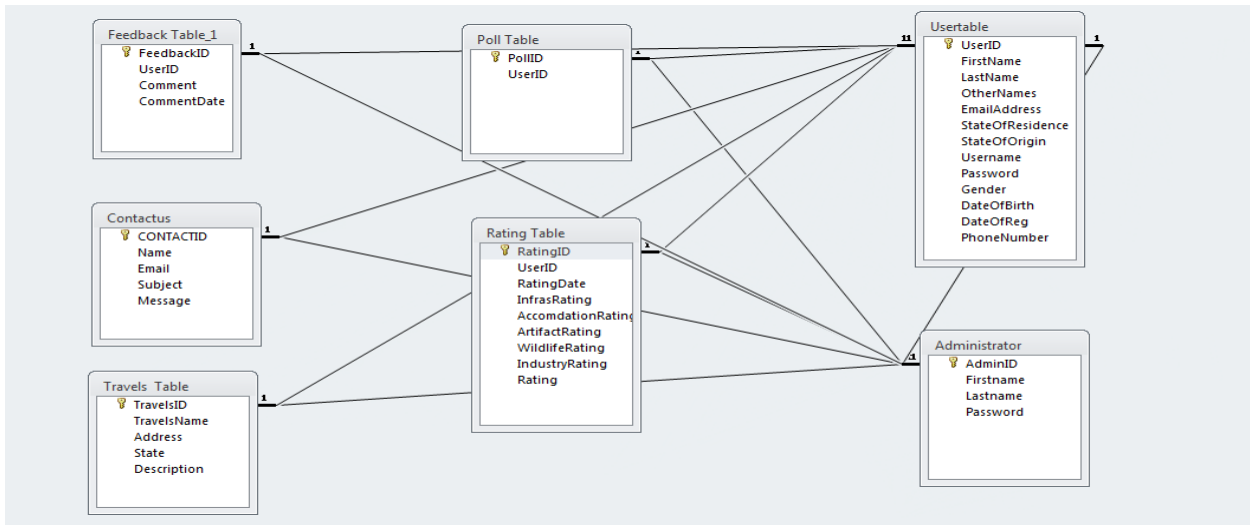 Feedback Table_1
FeedbackID
UserID
Comment
CommentDate
1
Poll Table
PollID
UserID
1
Usertable
UserID
FirstName
LastName
OtherNames
EmailAddress
StateOfResidence
StateOfOrigin
Username
Password
Gender
DateOfBirth
DateOfReg
PhoneNumber
11
1
Contactus
CONTACTID
Name
Email
Subject
Message
1
Rating Table
RatingID
UserID
RatingDate
InfrasRating
AccomdationRating
ArtifactRating
WildlifeRating
IndustryRating
Rating
1
Travels Table
TravelsID
TravelsName
Address
State
Description
1
Administrator
AdminID
Firstname
Lastname
Password
1